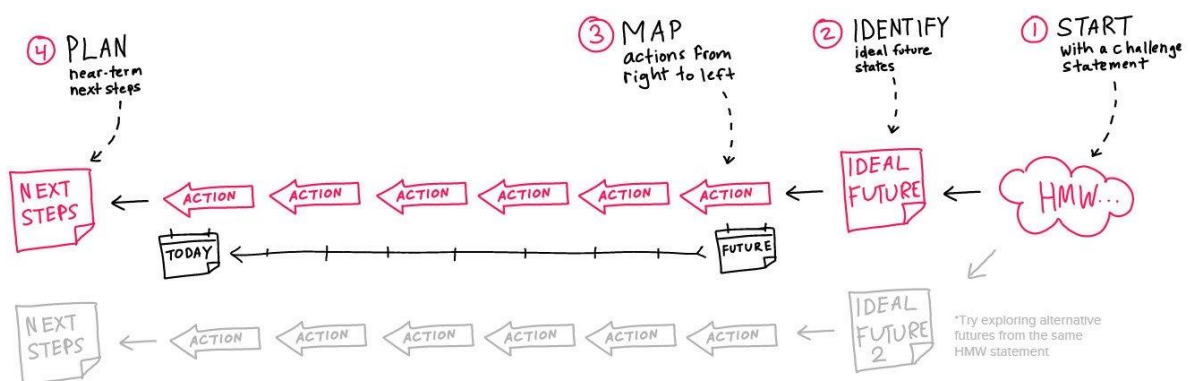 4 PLAN
near-term
next steps
3 MAP
actions from
right to left
2 IDENTIFY
ideal future
states
1 START
with a challenge
statement
NEXT
STEPS
ACTION
ACTION
ACTION
ACTION
ACTION
ACTION
IDEAL
FUTURE
HMW...
TODAY
FUTURE
NEXT
STEPS
ACTION
ACTION
ACTION
ACTION
ACTION
ACTION
IDEAL
FUTURE
2
*Try exploring alternative
futures from the same
HMW statement